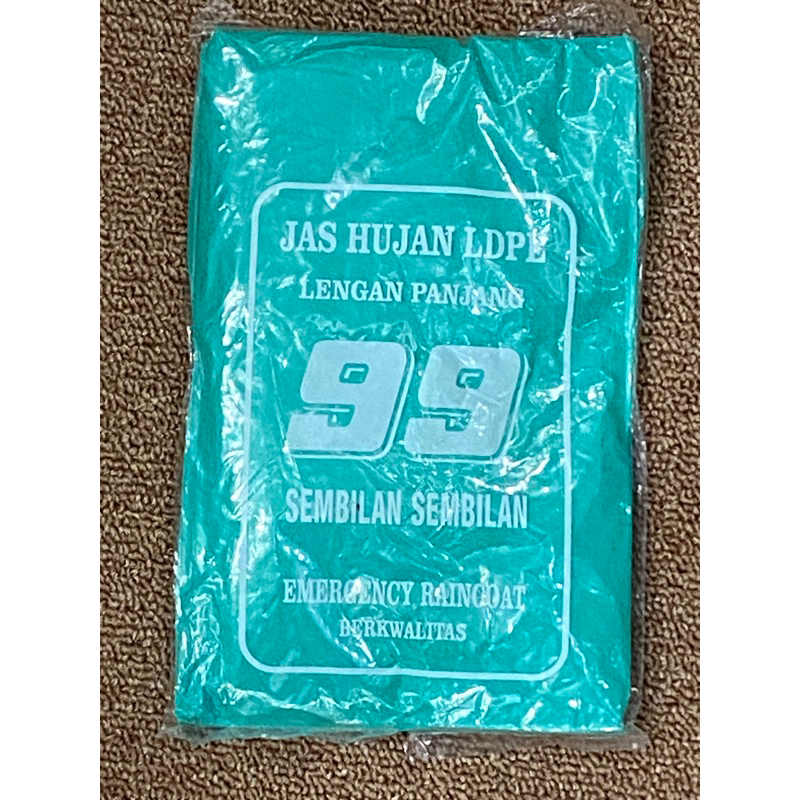 JAS HUJAN LDPE
LENGAN PANJANG
99
SEMBILAN SEMBILAN
EMERGENCY RAINCOAT
BERKWALITAS